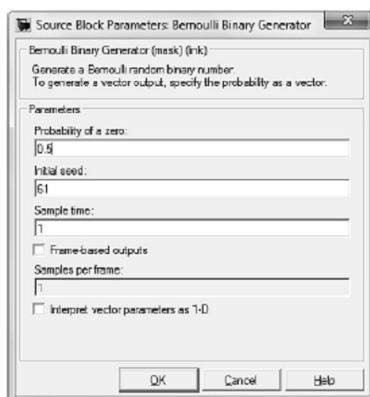 Source Block Parameters: Bernoulli Binary Generator
Bernoulli Binary Generator (mask) (link)
Generate a Bernoulli random binary number.
To generate a vector output, specify the probability as a vector.
Parameters
Probability of a zero:
0.5
Initial seed:
61
Sample time:
1
Frame-based outputs
Samples per frame:
1
Interpret vector parameters as 1-D
OK Cancel Help